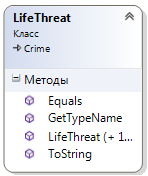 LifeThreat
Класс
Crime
Методы
Equals
GetTypeName
LifeThreat (+ 1...
ToString